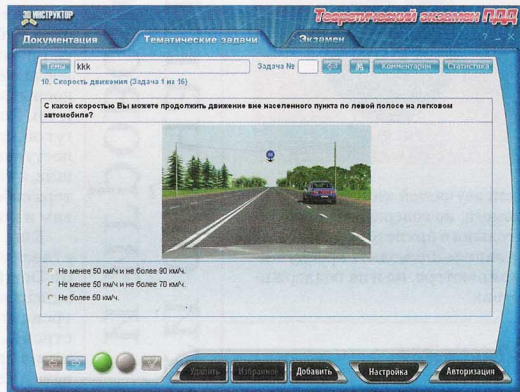 3D ИНСТРУКТОР
Теоретический экзамен ПДД
Документация
Тематические задачи
Экзамен
Темы
kkk
Задача №
Комментарии
Статистика
10. Скорость движения (Задача 1 из 16)
С какой скоростью Вы можете продолжить движение вне населенного пункта по левой полосе на легковом
автомобиле?
Не менее 50 км/ч и не более 90 км/ч.
Не менее 50 км/ч и не более 70 км/ч.
Не более 50 км/ч.
Удалить
Избранное
Добавить
Настройка
Авторизация